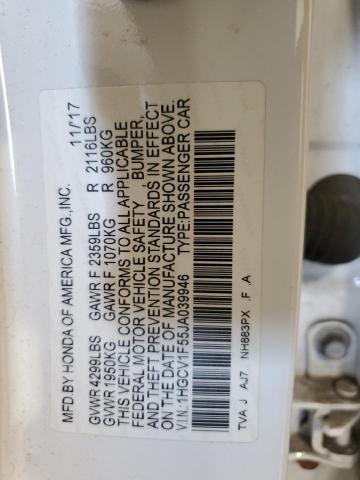 MFD.BY HONDA OF AMERICA MFG.,INC. 11/'17
GVWR 4299LBS GAWR F 2359LBS R 2116LBS
GVWR 1950KG GAWR F 1070KG R 960KG
THIS VEHICLE CONFORMS TO ALL APPLICABLE
FEDERAL MOTOR VEHICLE SAFETY, BUMPER,
AND THEFT PREVENTION STANDARDS IN EFFECT
ON THE DATE OF MANUFACTURE SHOWN ABOVE.
V.I.N.:1HGCV1F55JA039946 TYPE:PASSENGER CAR
TVA J AJ7 NH883PX .F .A